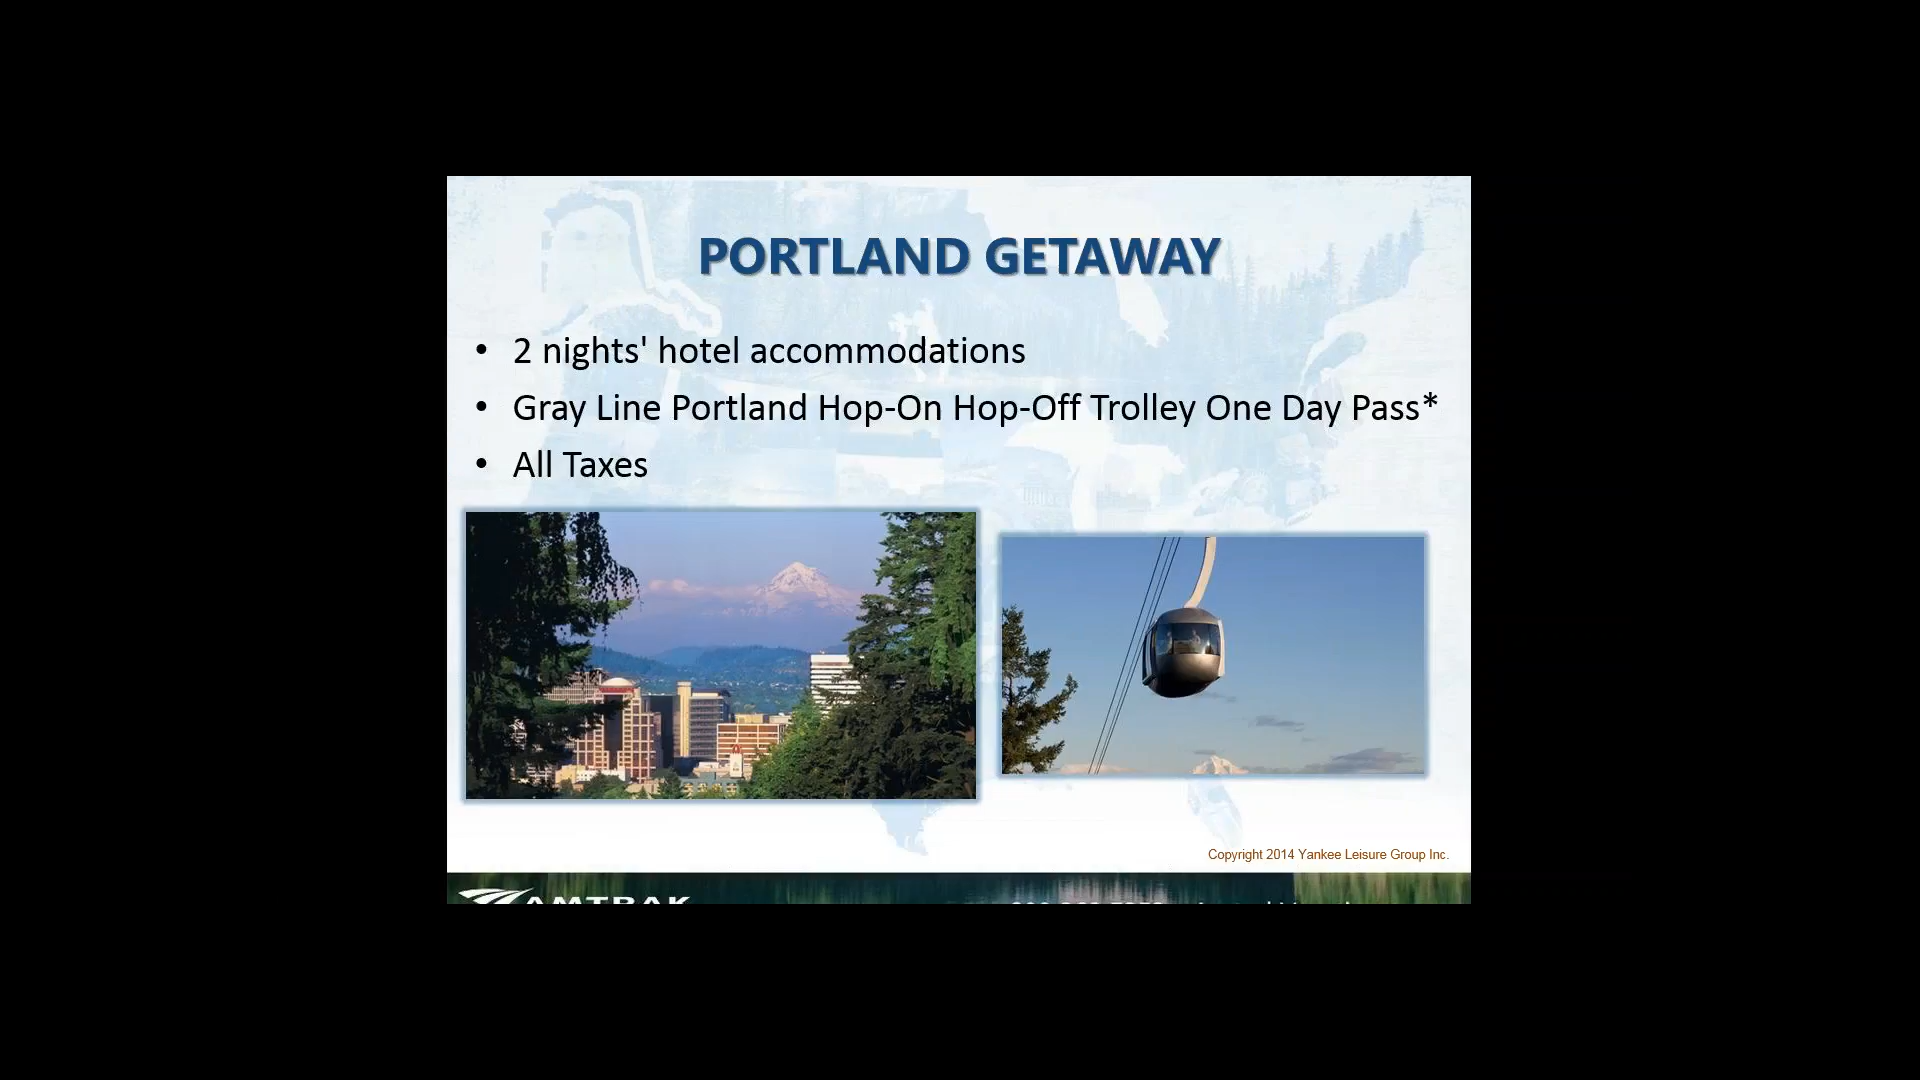 PORTLAND GETAWAY
• 2 nights' hotel accommodations
• Gray Line Portland Hop-On Hop-Off Trolley One Day Pass*
• All Taxes
Copyright 2014 Yankee Leisure Group Inc.
AMTRAK